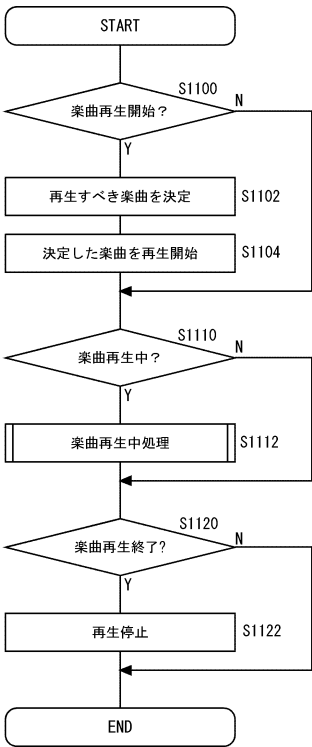 START
S1100
楽曲再生開始？
N
Y
再生すべき楽曲を決定
S1102
決定した楽曲を再生開始
S1104
S1110
楽曲再生中？
N
Y
楽曲再生中処理
S1112
S1120
楽曲再生終了?
N
Y
再生停止
S1122
END